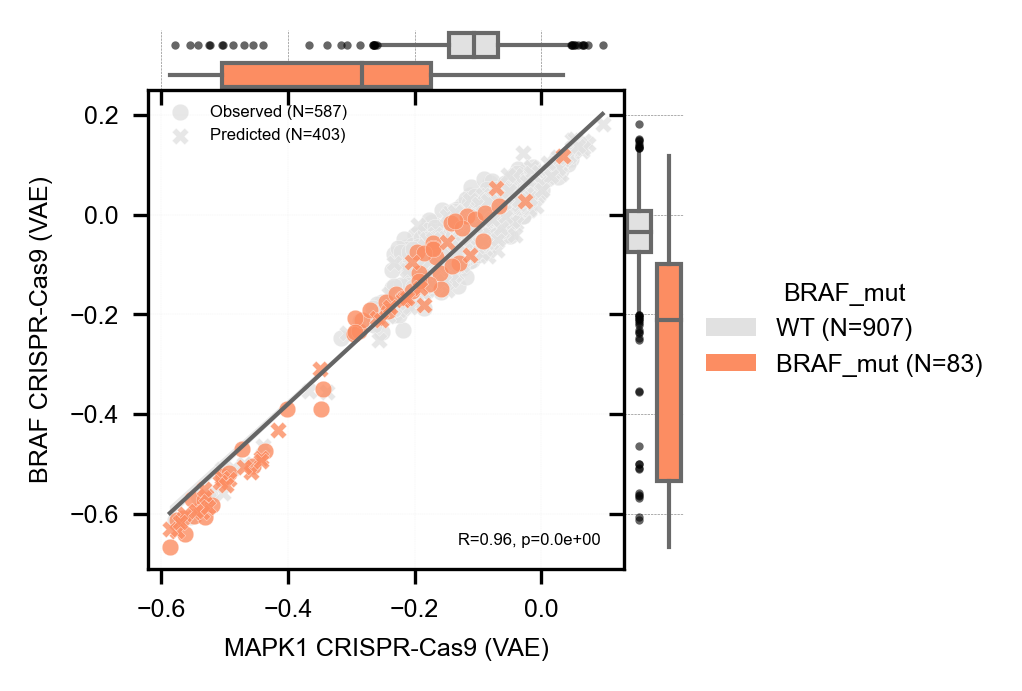 Observed (N=587)
Predicted (N=403)
0.2
0.0
−0.2
−0.4
−0.6
BRAF CRISPR-Cas9 (VAE)
R=0.96, p=0.0e+00
−0.6 −0.4 −0.2 0.0
MAPK1 CRISPR-Cas9 (VAE)
BRAF_mut
WT (N=907)
BRAF_mut (N=83)